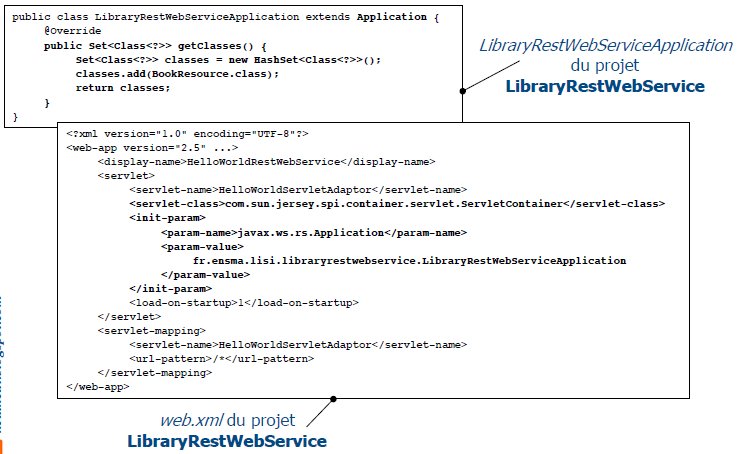 public class LibraryRestWebServiceApplication extends Application {
@Override
public Set<Class<?>> getClasses() {
Set<Class<?>> classes = new HashSet<Class<?>>();
classes.add(BookResource.class);
return classes;
}
}
LibraryRestWebServiceApplication
du projet
LibraryRestWebService
<?xml version="1.0" encoding="UTF-8"?>
<web-app version="2.5" ...>
<display-name>HelloWorldRestWebService</display-name>
<servlet>
<servlet-name>HelloWorldServletAdaptor</servlet-name>
<servlet-class>com.sun.jersey.spi.container.servlet.ServletContainer</servlet-class>
<init-param>
<param-name>javax.ws.rs.Application</param-name>
<param-value>
fr.ensma.lisi.libraryrestwebservice.LibraryRestWebServiceApplication
</param-value>
</init-param>
<load-on-startup>1</load-on-startup>
</servlet>
<servlet-mapping>
<servlet-name>HelloWorldServletAdaptor</servlet-name>
<url-pattern>/*</url-pattern>
</servlet-mapping>
</web-app>
web.xml du projet
LibraryRestWebService